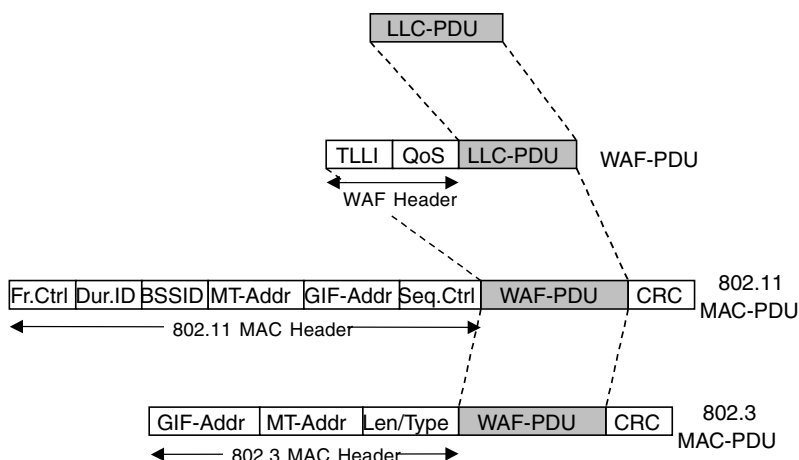 LLC-PDU
TLLI QoS LLC-PDU WAF-PDU
WAF Header
Fr.Ctrl Dur.ID BSSID MT-Addr GIF-Addr Seq.Ctrl WAF-PDU CRC 802.11 MAC-PDU
802.11 MAC Header
GIF-Addr MT-Addr Len/Type WAF-PDU CRC 802.3 MAC-PDU
802.3 MAC Header